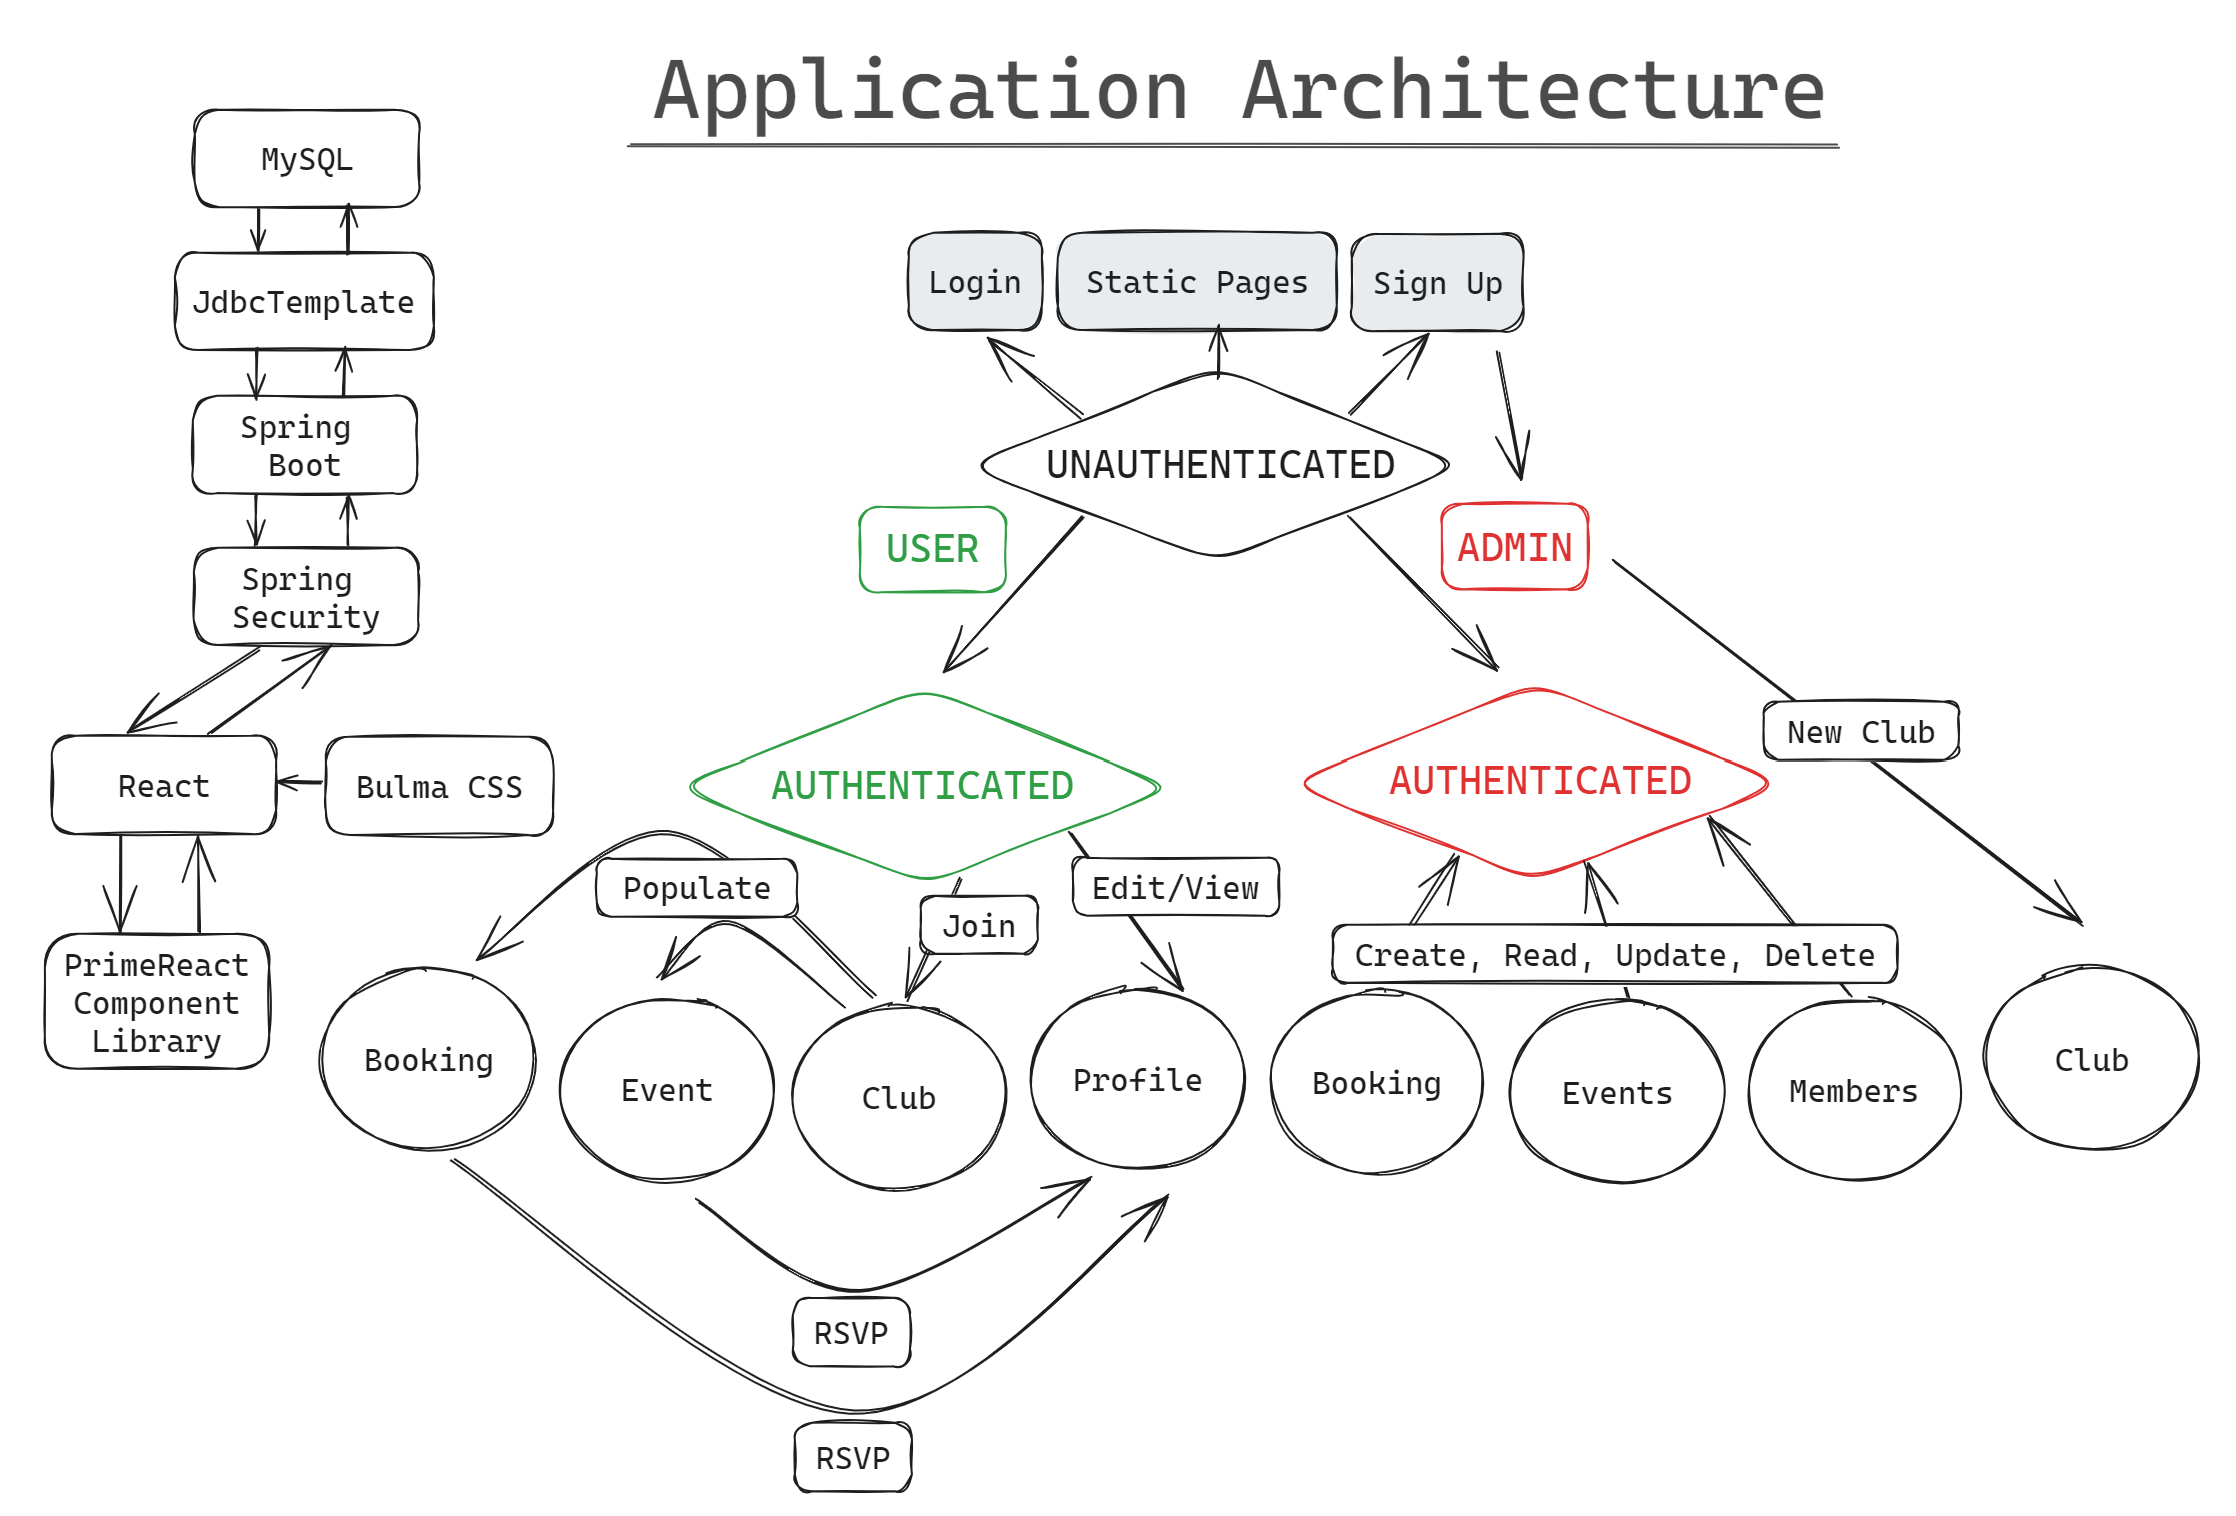 Application Architecture
MySQL
JdbcTemplate
Spring
Boot
Spring
Security
React
Bulma CSS
PrimeReact
Component
Library
Login
Static Pages
Sign Up
UNAUTHENTICATED
USER
ADMIN
AUTHENTICATED
AUTHENTICATED
New Club
Populate
Join
Edit/View
Create, Read, Update, Delete
Booking
Event
Club
Profile
Booking
Events
Members
Club
RSVP
RSVP